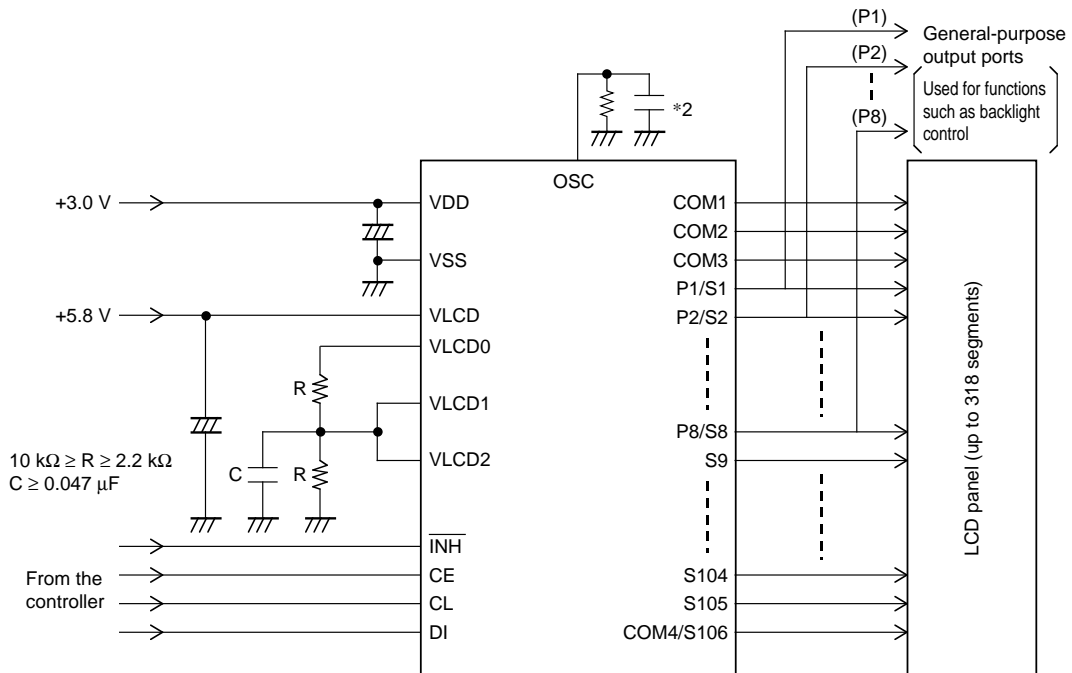 (P1)
General-purpose
output ports
(P2)
Used for functions
such as backlight
control
(P8)
*2
OSC
+3.0 V
VDD
COM1
COM2
COM3
VSS
P1/S1
+5.8 V
VLCD
P2/S2
VLCD0
R
VLCD1
P8/S8
VLCD2
S9
10 kΩ ≥ R ≥ 2.2 kΩ
C ≥ 0.047 μF
C
R
LCD panel (up to 318 segments)
INH
From the
controller
CE
S104
CL
S105
DI
COM4/S106